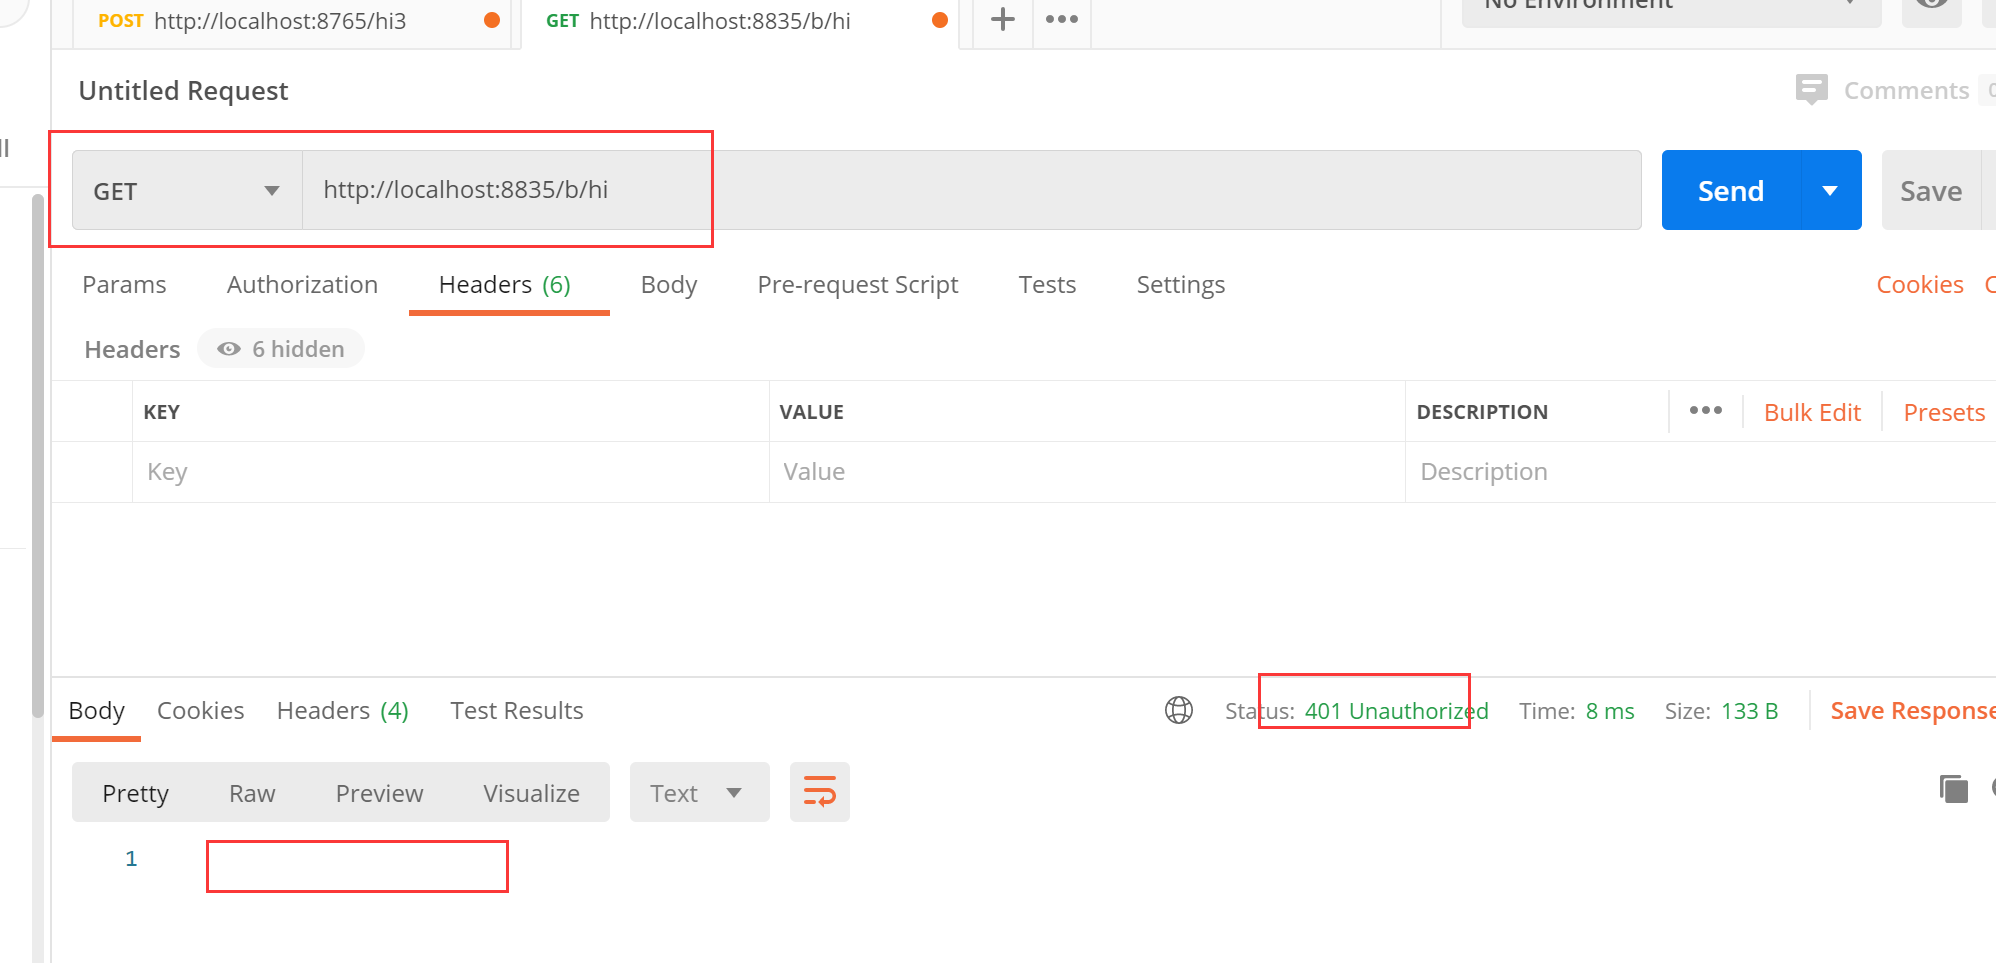 POST http://localhost:8765/hi3
GET http://localhost:8835/b/hi
No Environment
Untitled Request
Comments
GET
http://localhost:8835/b/hi
Send
Save
Params
Authorization
Headers (6)
Body
Pre-request Script
Tests
Settings
Cookies
Headers
6 hidden
KEY
VALUE
DESCRIPTION
Bulk Edit
Presets
Key
Value
Description
Body
Cookies
Headers (4)
Test Results
Status: 401 Unauthorized
Time: 8 ms
Size: 133 B
Save Response
Pretty
Raw
Preview
Visualize
Text
1